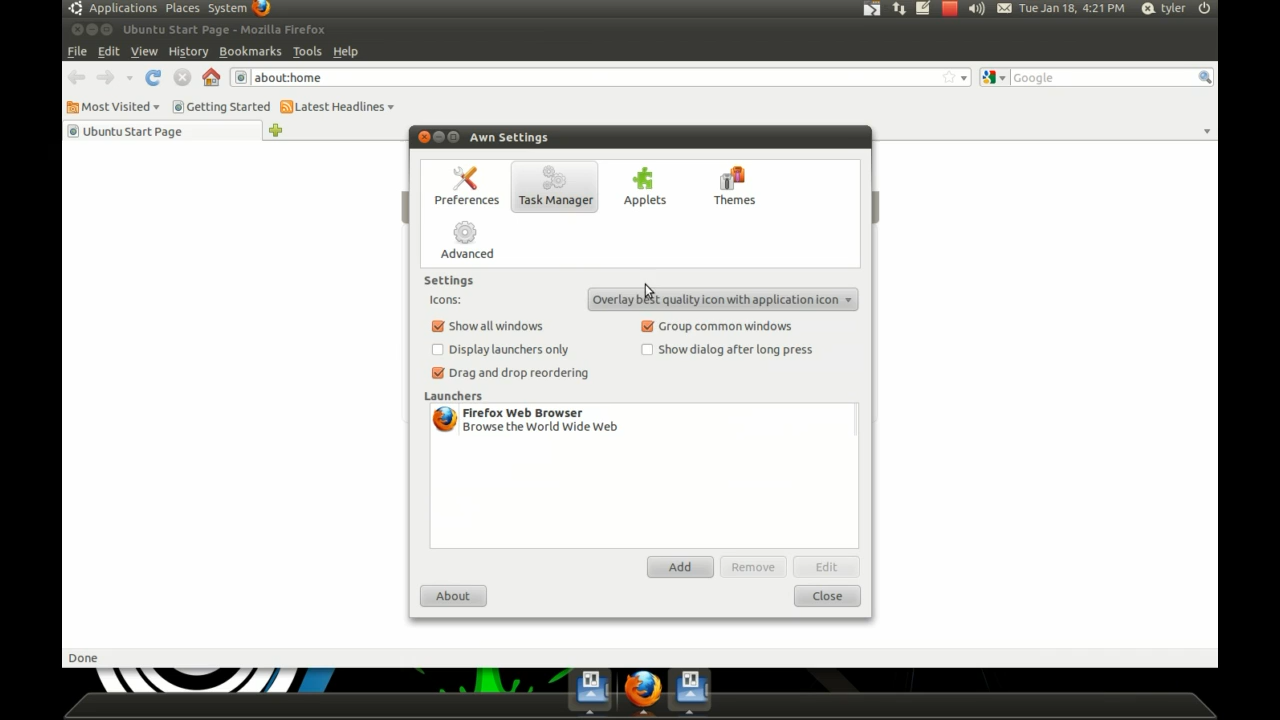 Applications Places System
Tue Jan 18, 4:21 PM tyler
Ubuntu Start Page - Mozilla Firefox
File Edit View History Bookmarks Tools Help
about:home
Google
Most Visited Getting Started Latest Headlines
Ubuntu Start Page
Awn Settings
Preferences Task Manager Applets Themes
Advanced
Settings
Icons: Overlay best quality icon with application icon
Show all windows Group common windows
Display launchers only Show dialog after long press
Drag and drop reordering
Launchers
Firefox Web Browser
Browse the World Wide Web
Add Remove Edit
About Close
Done